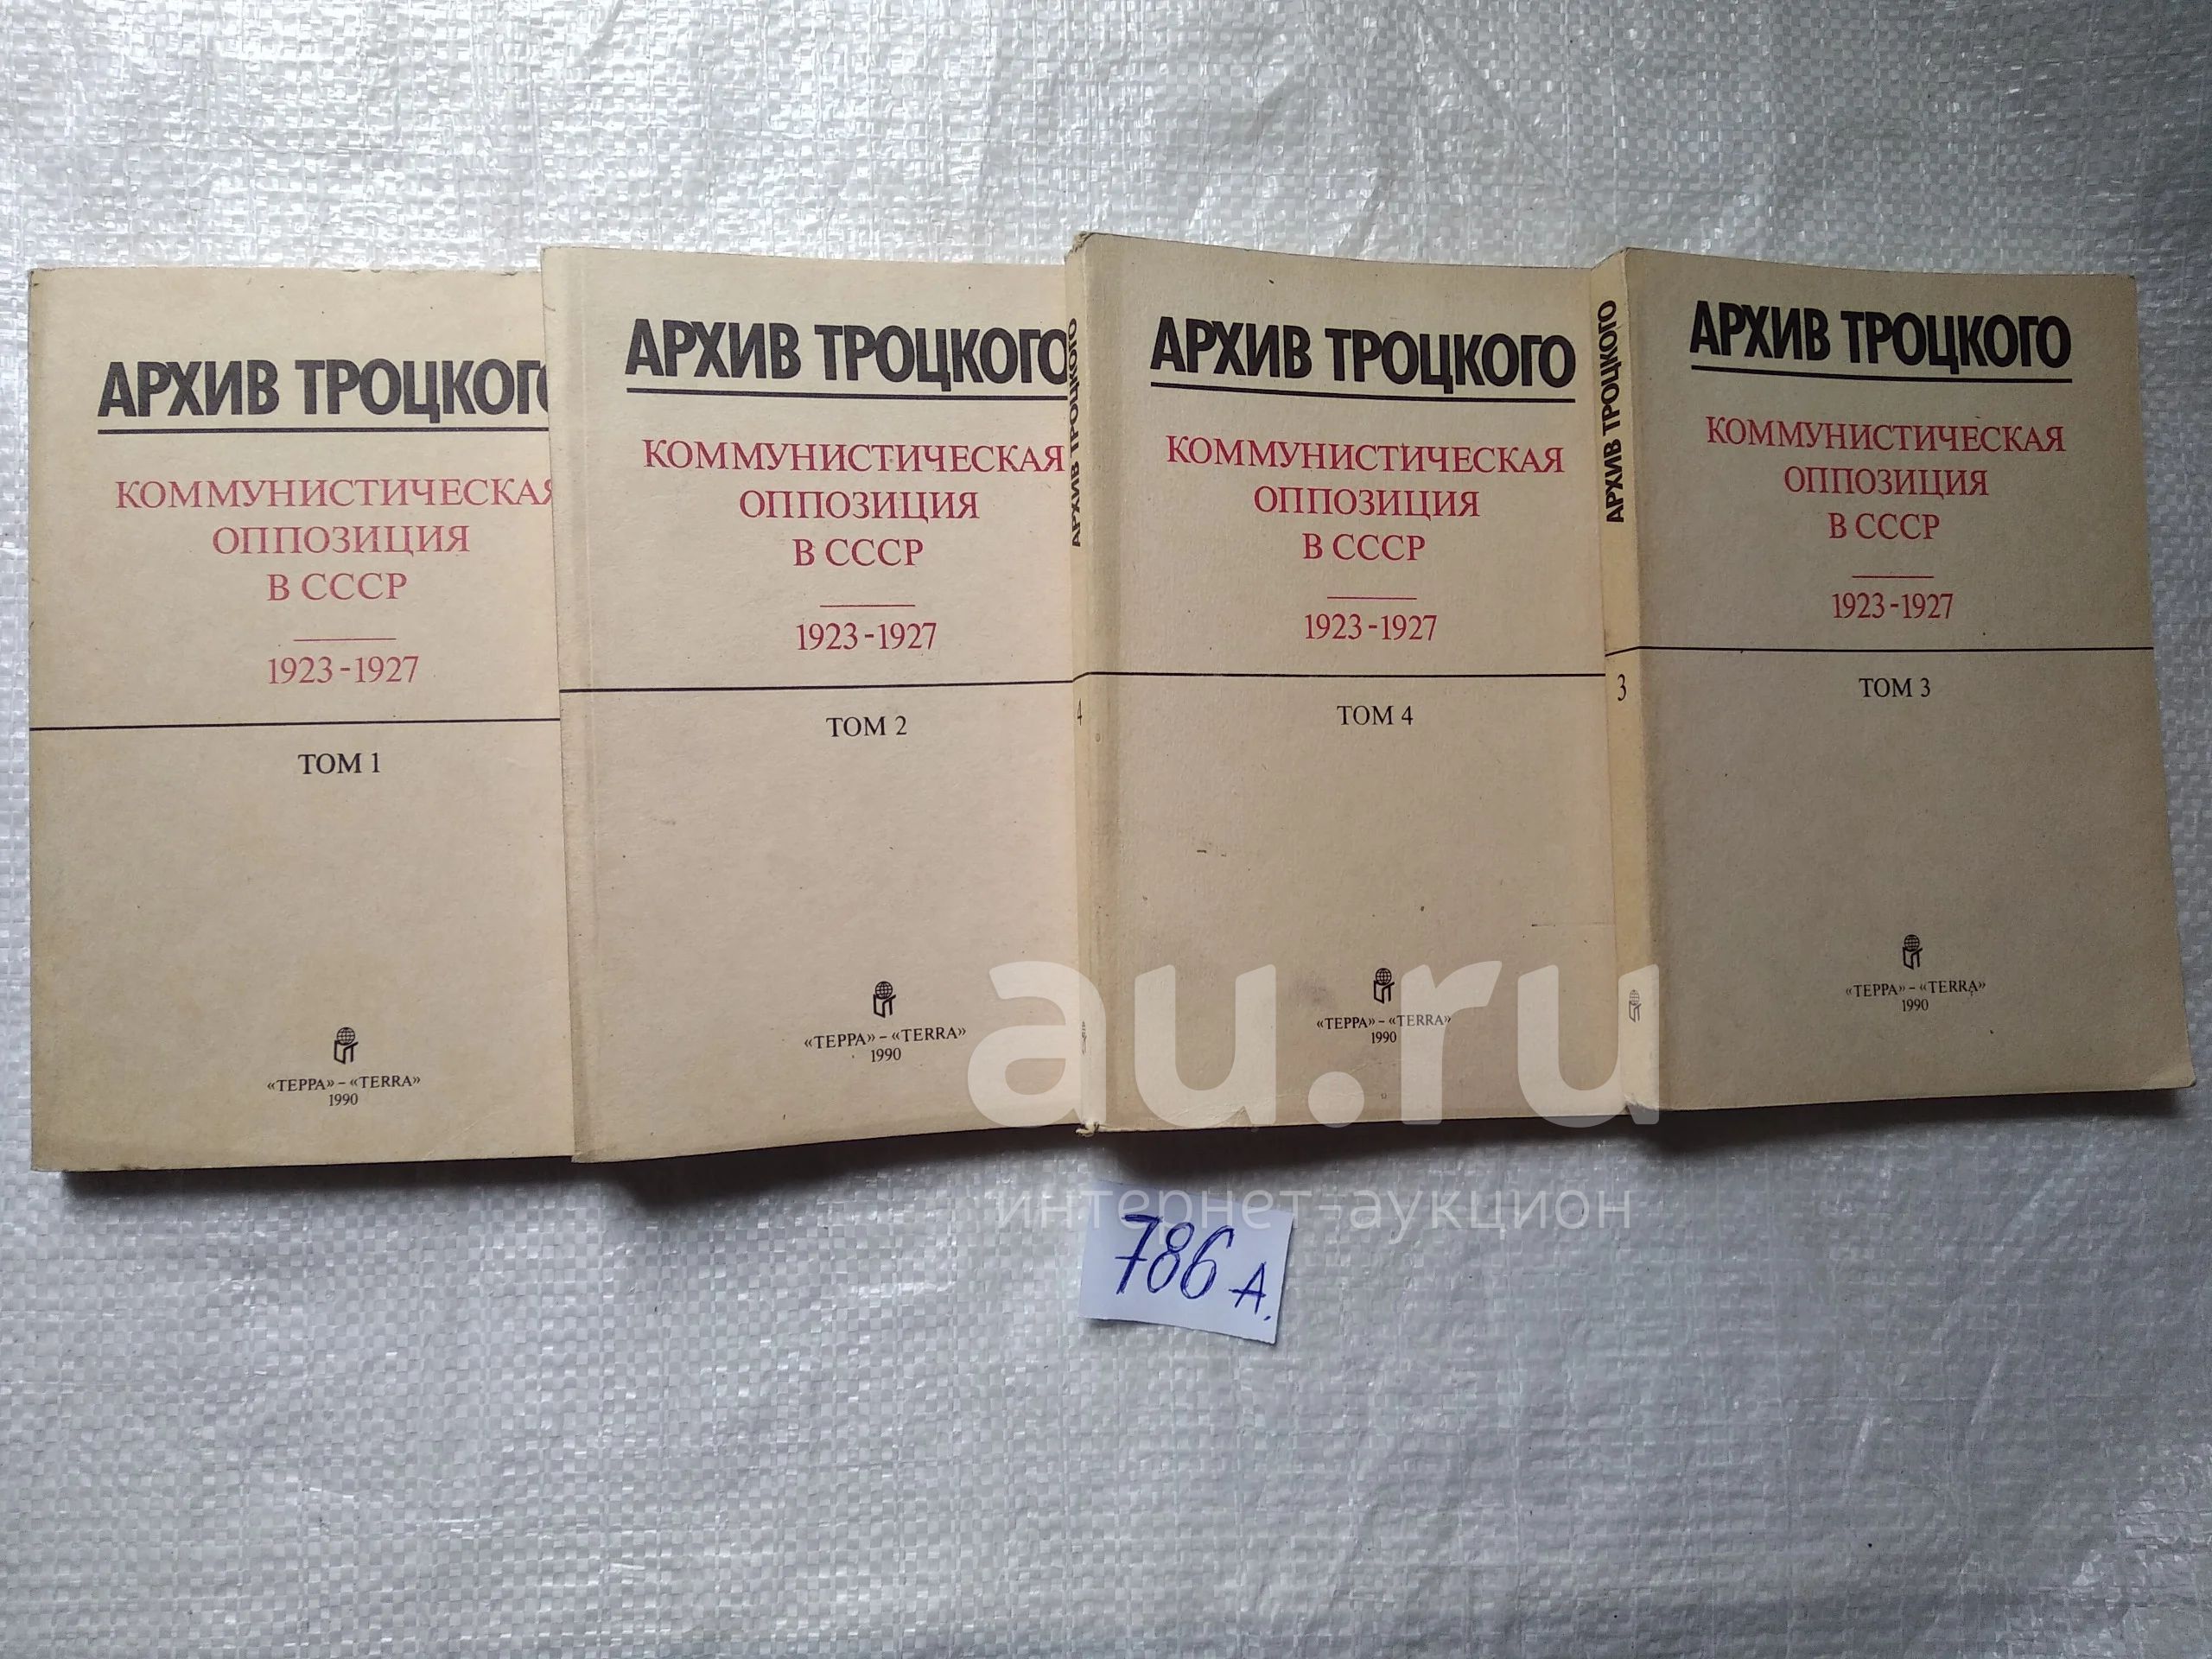 АРХИВ ТРОЦКОГО
КОММУНИСТИЧЕСКАЯ
ОППОЗИЦИЯ
В СССР
1923-1927
ТОМ 1
«ТЕРРА» – «TERRA»
1990
АРХИВ ТРОЦКОГО
КОММУНИСТИЧЕСКАЯ
ОППОЗИЦИЯ
В СССР
1923-1927
ТОМ 2
«ТЕРРА» – «TERRA»
1990
АРХИВ ТРОЦКОГО
4
АРХИВ ТРОЦКОГО
КОММУНИСТИЧЕСКАЯ
ОППОЗИЦИЯ
В СССР
1923-1927
ТОМ 4
«ТЕРРА» – «TERRA»
1990
АРХИВ ТРОЦКОГО
3
АРХИВ ТРОЦКОГО
КОММУНИСТИЧЕСКАЯ
ОППОЗИЦИЯ
В СССР
1923-1927
ТОМ 3
«ТЕРРА» – «TERRA»
1990
au.ru
интернет-аукцион
786 А.